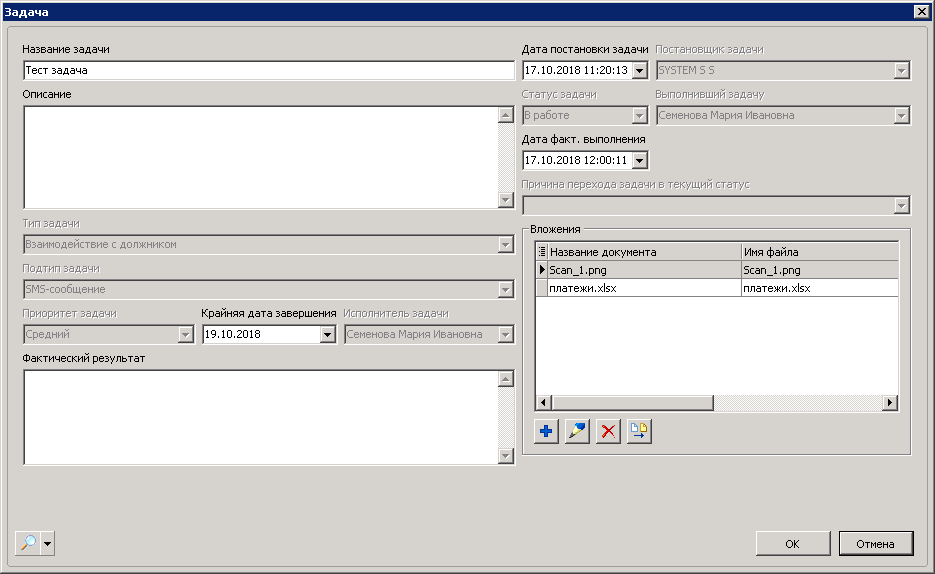 Задача
Название задачи
Тест задача
Описание
Тип задачи
Взаимодействие с должником
Подтип задачи
SMS-сообщение
Приоритет задачи
Средний
Крайняя дата завершения
19.10.2018
Исполнитель задачи
Семенова Мария Ивановна
Фактический результат
Дата постановки задачи
17.10.2018 11:20:13
Постановщик задачи
SYSTEM S S
Статус задачи
В работе
Выполнивший задачу
Семенова Мария Ивановна
Дата факт. выполнения
17.10.2018 12:00:11
Причина перехода задачи в текущий статус
Вложения
Название документа Имя файла
Scan_1.png Scan_1.png
платежи.xlsx платежи.xlsx
OK
Отмена